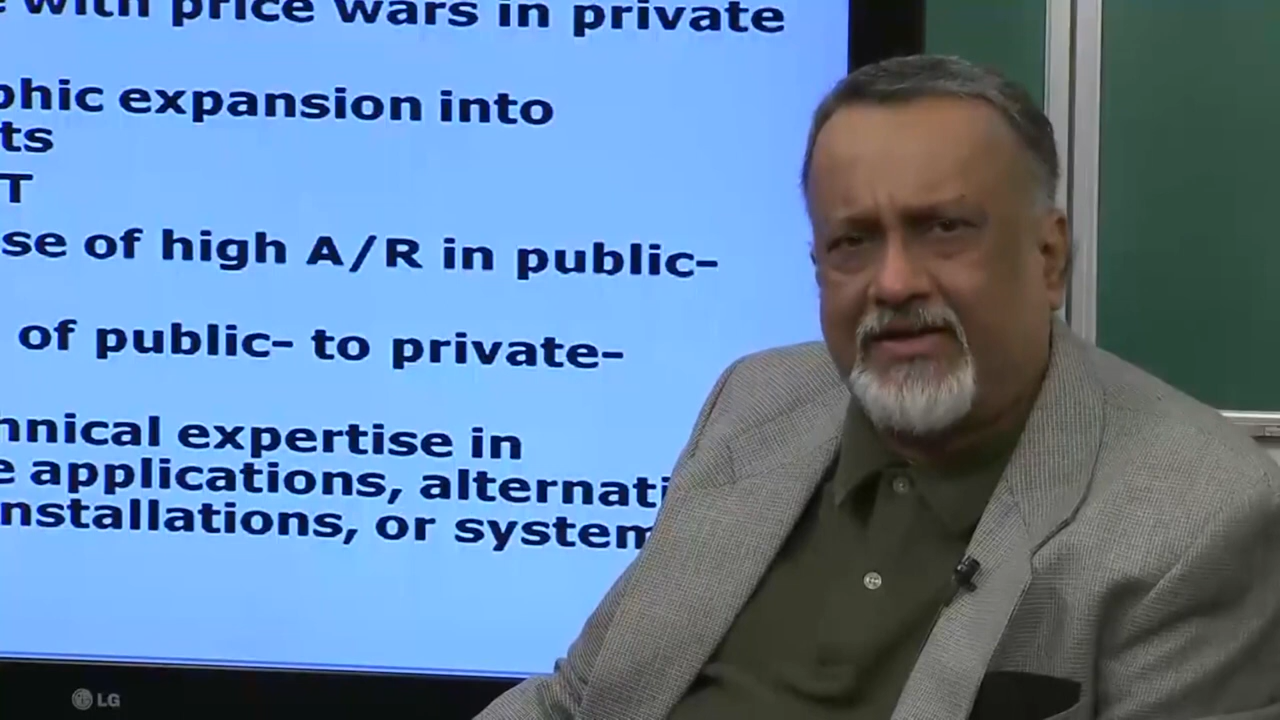 with price wars in private
phic expansion into
ts
T
se of high A/R in public-
of public- to private-
hnical expertise in
e applications, alternati
nstallations, or system
LG